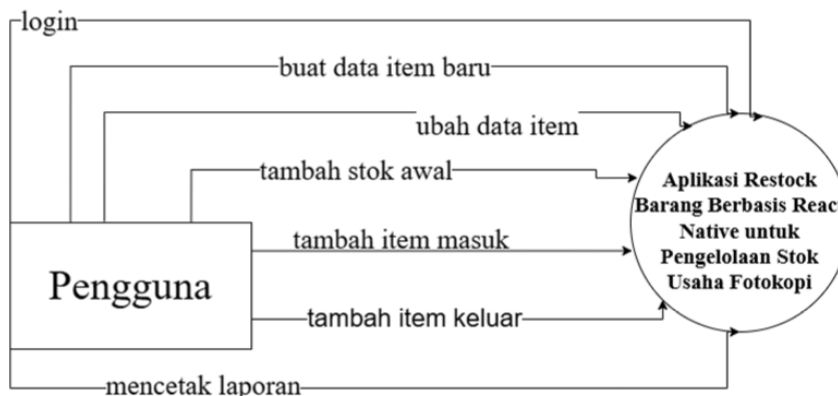 login
buat data item baru
ubah data item
tambah stok awal
tambah item masuk
tambah item keluar
mencetak laporan
Pengguna
Aplikasi Restock
Barang Berbasis Reac
Native untuk
Pengelolaan Stok
Usaha Fotokopi